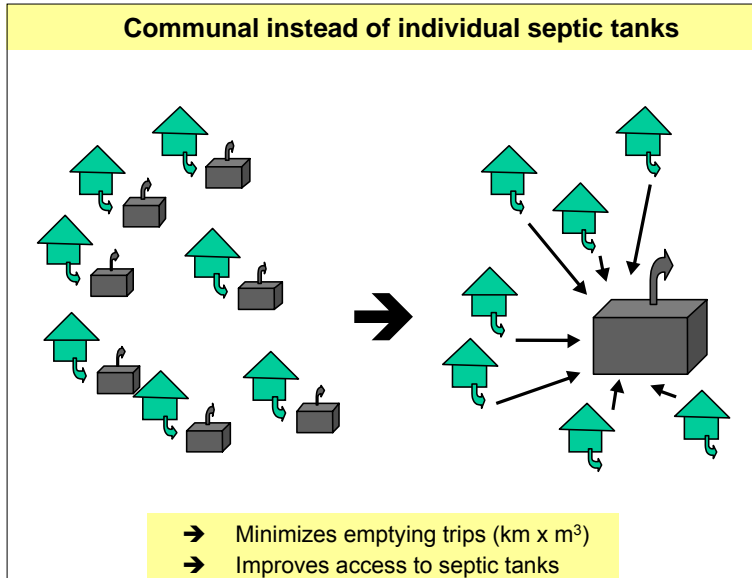 Communal instead of individual septic tanks
➔ Minimizes emptying trips (km x m³)
➔ Improves access to septic tanks